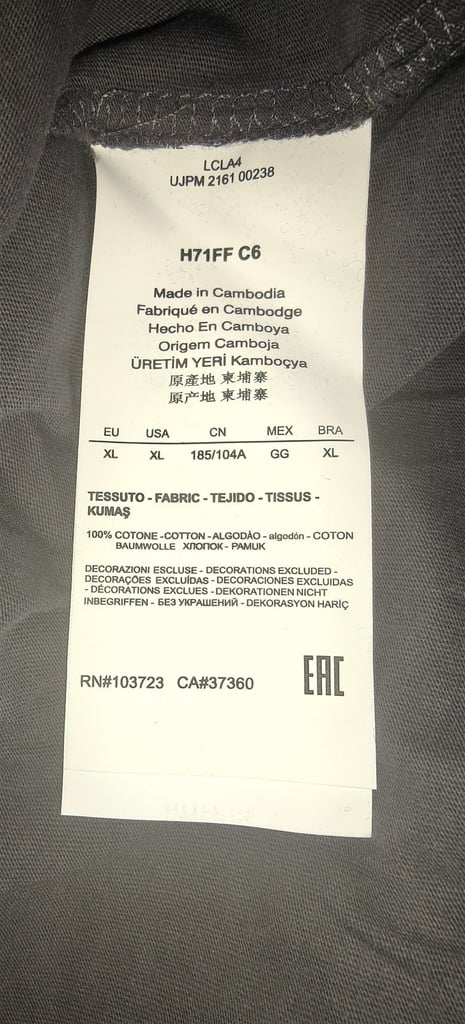 LCLA4
UJPM 2161 00238
H71FF C6
Made in Cambodia
Fabriqué en Cambodge
Hecho En Camboya
Origem Camboja
ÜRETİM YERİ Kamboçya
原產地 柬埔寨
原产地 柬埔寨
EU USA CN MEX BRA
XL XL 185/104A GG XL
TESSUTO - FABRIC - TEJIDO - TISSUS -
KUMAŞ
100% COTONE -COTTON - ALGODÃO - algodón - COTON
BAUMWOLLE ХЛОПОК - PAMUK
DECORAZIONI ESCLUSE - DECORATIONS EXCLUDED -
DECORAÇÕES EXCLUÍDAS - DECORACIONES EXCLUIDAS
- DÉCORATIONS EXCLUES - DEKORATIONEN NICHT
INBEGRIFFEN - БЕЗ УКРАШЕНИЙ - DEKORASYON HARİÇ
RN#103723 CA#37360 EAC